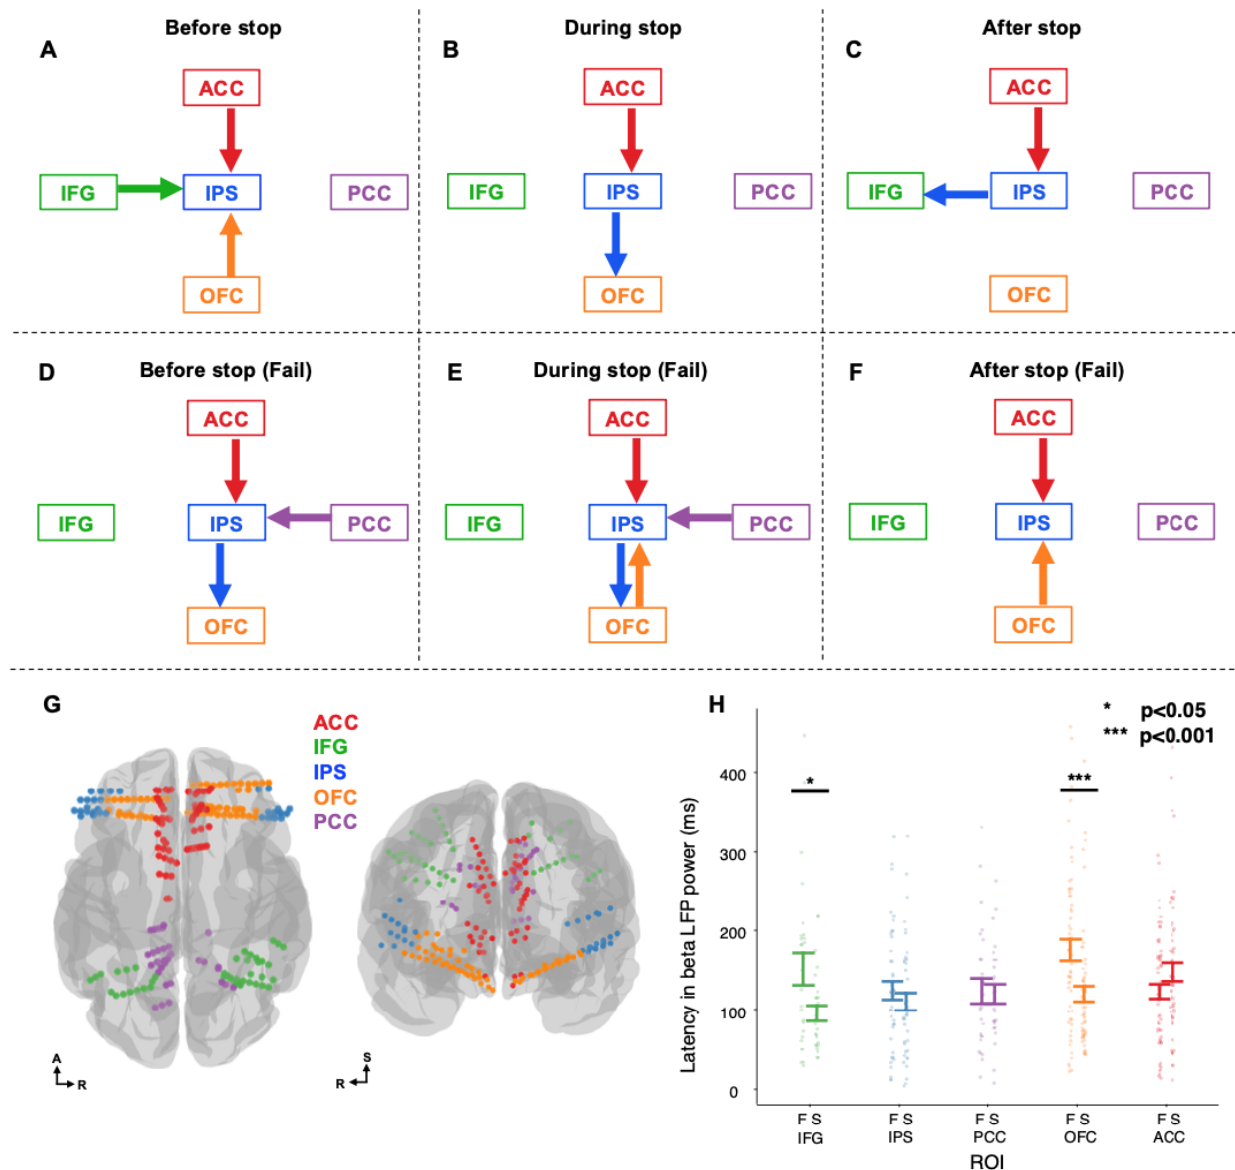 Before stop
During stop
After stop
A
B
C
ACC
ACC
ACC
IFG
IPS
PCC
IFG
IPS
PCC
IFG
IPS
PCC
OFC
OFC
OFC
D
Before stop (Fail)
E
During stop (Fail)
F
After stop (Fail)
ACC
ACC
ACC
IFG
IPS
PCC
IFG
IPS
PCC
IFG
IPS
PCC
OFC
OFC
OFC
G
ACC
IFG
IPS
OFC
PCC
A
R
S
R
H
* p<0.05
*** p<0.001
*
***
Latency in beta LFP power (ms)
400
300
200
100
0
F S
F S
F S
F S
F S
IFG
IPS
PCC
OFC
ACC
ROI